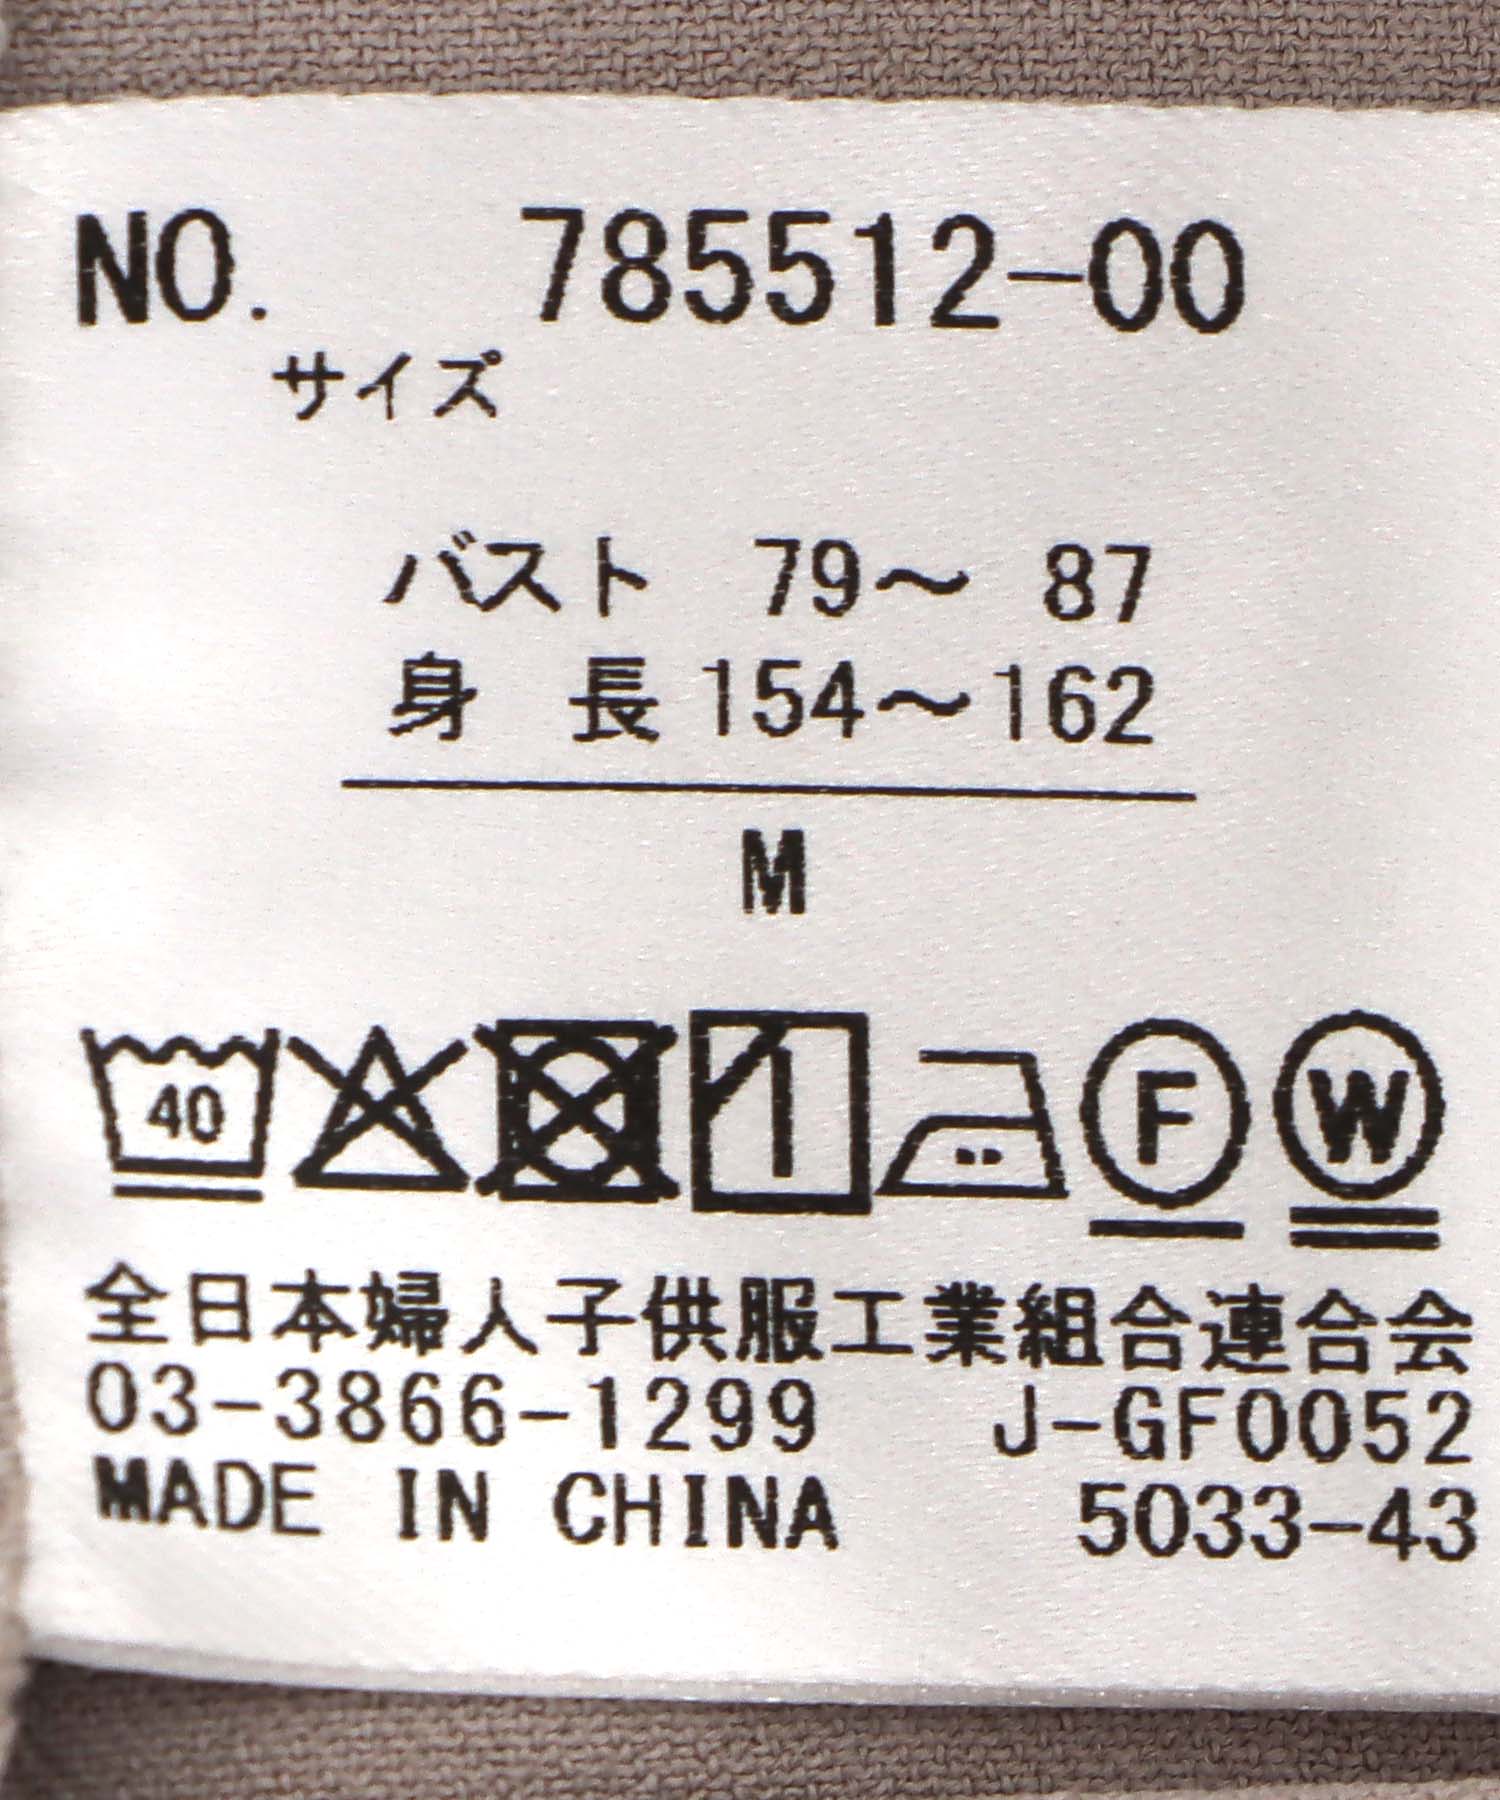 NO. 785512-00
サイズ
バスト 79〜 87
身 長 154〜162
M
40 F W
全日本婦人子供服工業組合連合会
03-3866-1299 J-GF0052
MADE IN CHINA 5033-43